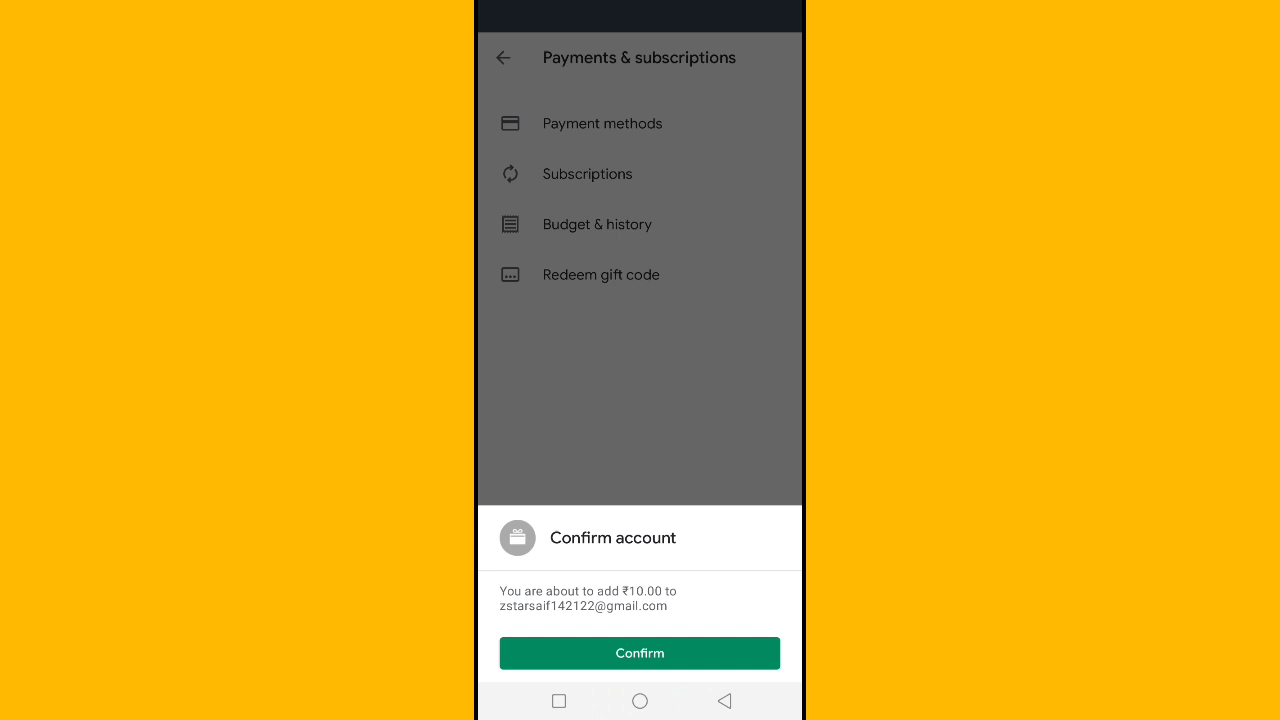 Payments & subscriptions
Payment methods
Subscriptions
Budget & history
Redeem gift code
Confirm account
You are about to add ₹10.00 to
zstarsaif142122@gmail.com
Confirm